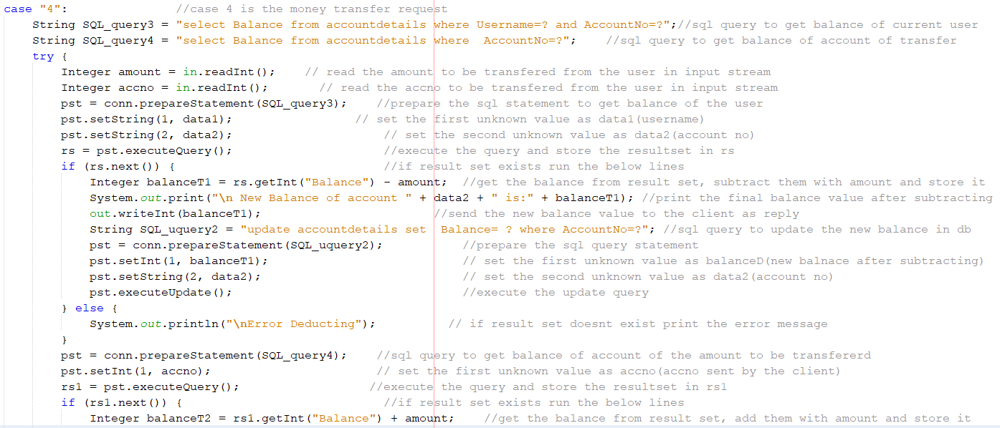 case "4": //case 4 is the money transfer request
String SQL_query3 = "select Balance from accountdetails where Username=? and AccountNo=?";//sql query to get balance of current user
String SQL_query4 = "select Balance from accountdetails where  AccountNo=?"; //sql query to get balance of account of transfer
try {
Integer amount = in.readInt(); // read the amount to be transfered from the user in input stream
Integer accno = in.readInt(); // read the accno to be transfered from the user in input stream
pst = conn.prepareStatement(SQL_query3); //prepare the sql statement to get balance of the user
pst.setString(1, data1); // set the first unknown value as data1(username)
pst.setString(2, data2); // set the second unknown value as data2(account no)
rs = pst.executeQuery(); //execute the query and store the resultset in rs
if (rs.next()) { //if result set exists run the below lines
Integer balanceT1 = rs.getInt("Balance") - amount; //get the balance from result set, subtract them with amount and store it
System.out.print("\n New Balance of account " + data2 + " is:" + balanceT1); //print the final balance value after subtracting
out.writeInt(balanceT1); //send the new balance value to the client as reply
String SQL_uquery2 = "update accountdetails set  Balance= ? where AccountNo=?"; //sql query to update the new balance in db
pst = conn.prepareStatement(SQL_uquery2); //prepare the sql query statement
pst.setInt(1, balanceT1); // set the first unknown value as balanceD(new balnace after subtracting)
pst.setString(2, data2); // set the second unknown value as data2(account no)
pst.executeUpdate(); //execute the update query
} else {
System.out.println("\nError Deducting"); // if result set doesnt exist print the error message
}
pst = conn.prepareStatement(SQL_query4); //sql query to get balance of account of the amount to be transfererd
pst.setInt(1, accno); // set the first unknown value as accno(accno sent by the client)
rs1 = pst.executeQuery(); //execute the query and store the resultset in rs1
if (rs1.next()) { //if result set exists run the below lines
Integer balanceT2 = rs1.getInt("Balance") + amount; //get the balance from result set, add them with amount and store it